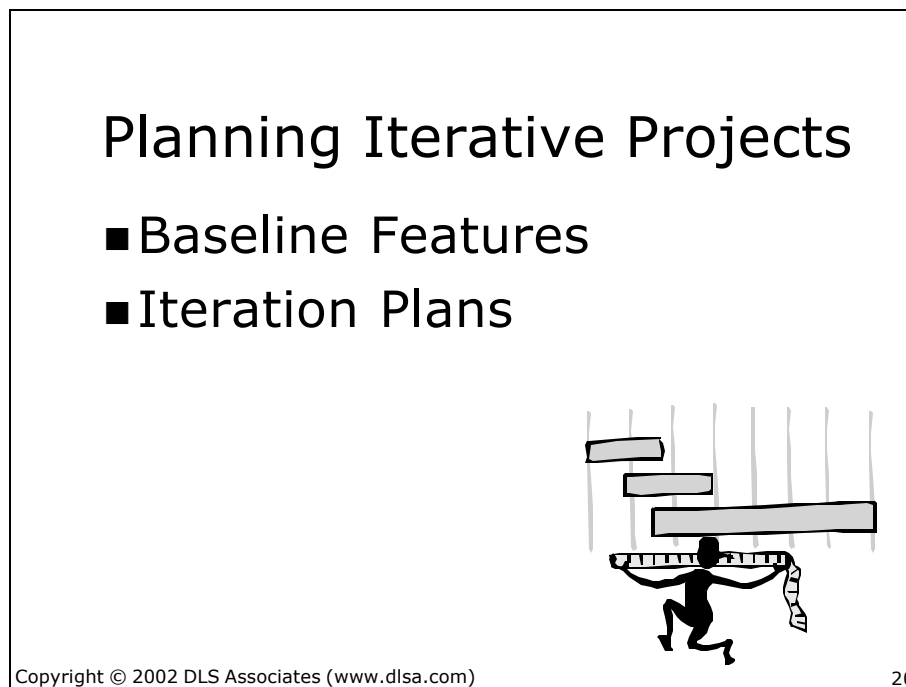 Planning Iterative Projects
■ Baseline Features
■ Iteration Plans
Copyright © 2002 DLS Associates (www.dlsa.com)